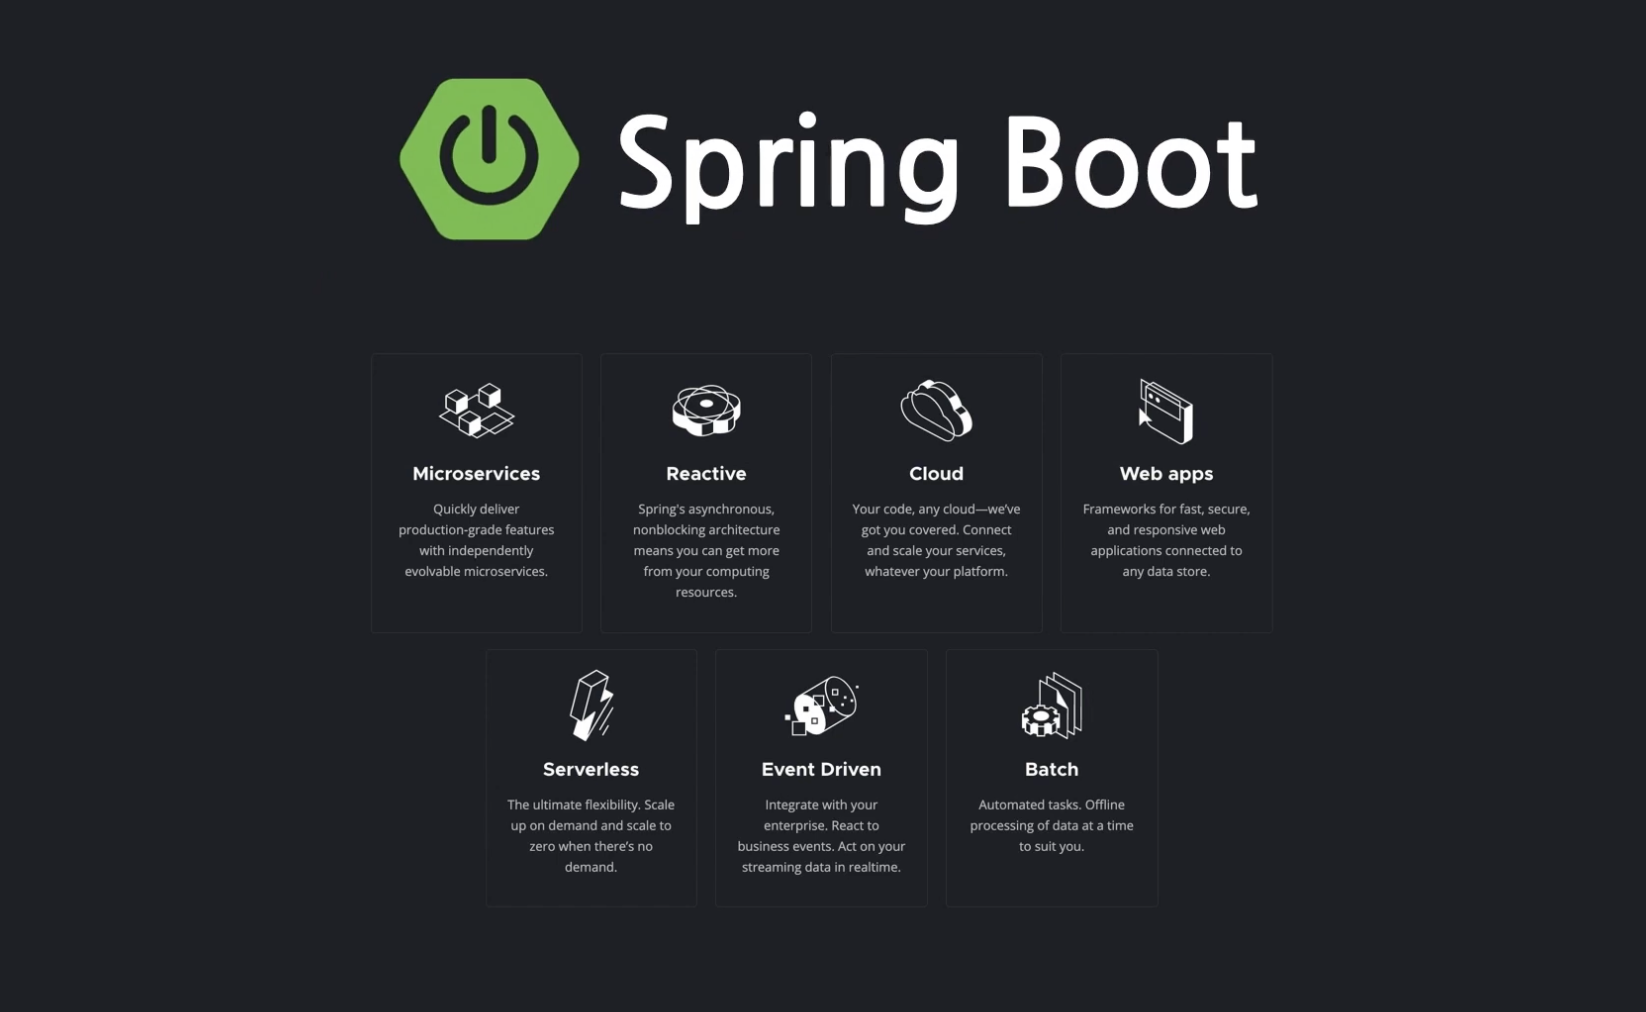 Spring Boot
Microservices
Quickly deliver
production-grade features
with independently
evolvable microservices.
Reactive
Spring's asynchronous,
nonblocking architecture
means you can get more
from your computing
resources.
Cloud
Your code, any cloud—we've
got you covered. Connect
and scale your services,
whatever your platform.
Web apps
Frameworks for fast, secure,
and responsive web
applications connected to
any data store.
Serverless
The ultimate flexibility. Scale
up on demand and scale to
zero when there's no
demand.
Event Driven
Integrate with your
enterprise. React to
business events. Act on your
streaming data in realtime.
Batch
Automated tasks. Offline
processing of data at a time
to suit you.